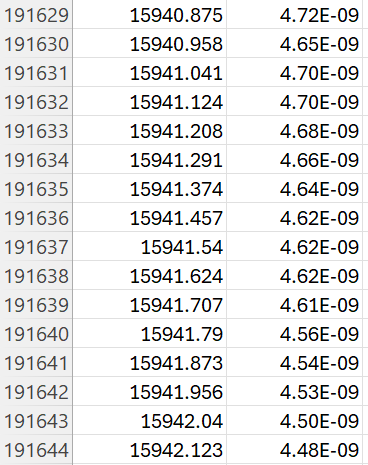 191629 15940.875 4.72E-09
191630 15940.958 4.65E-09
191631 15941.041 4.70E-09
191632 15941.124 4.70E-09
191633 15941.208 4.68E-09
191634 15941.291 4.66E-09
191635 15941.374 4.64E-09
191636 15941.457 4.62E-09
191637 15941.54 4.62E-09
191638 15941.624 4.62E-09
191639 15941.707 4.61E-09
191640 15941.79 4.56E-09
191641 15941.873 4.54E-09
191642 15941.956 4.53E-09
191643 15942.04 4.50E-09
191644 15942.123 4.48E-09